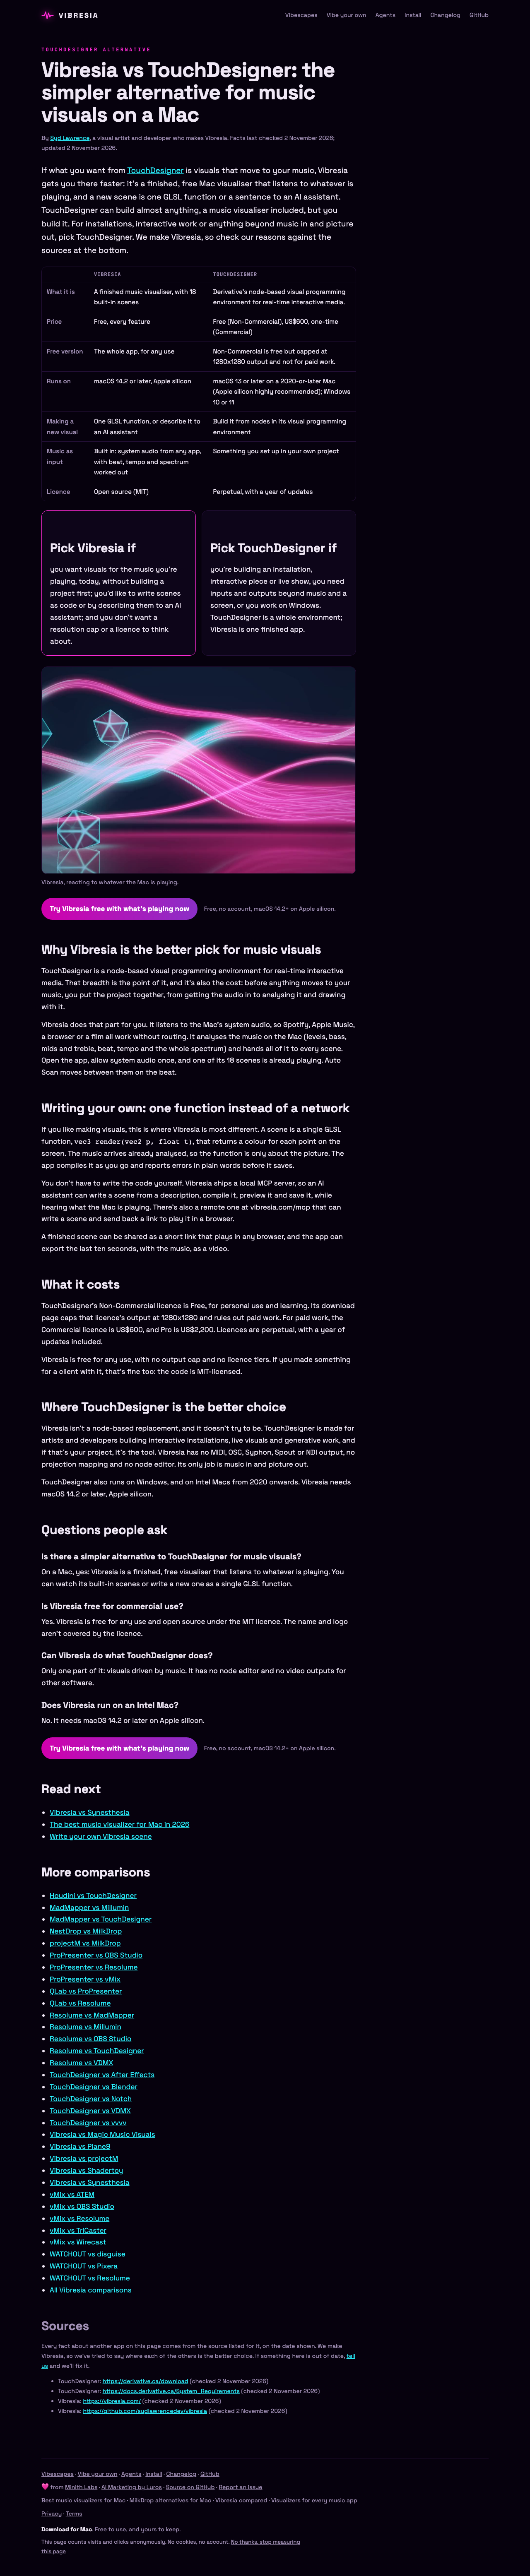 VIBRESIA
Vibescapes Vibe your own Agents Install Changelog GitHub
TOUCHDESIGNER ALTERNATIVE
Vibresia vs TouchDesigner: the
simpler alternative for music
visuals on a Mac
By Syd Lawrence, a visual artist and developer who makes Vibresia. Facts last checked 2 November 2026;
updated 2 November 2026.
If what you want from TouchDesigner is visuals that move to your music, Vibresia
gets you there faster: it's a finished, free Mac visualiser that listens to whatever is
playing, and a new scene is one GLSL function or a sentence to an AI assistant.
TouchDesigner can build almost anything, a music visualiser included, but you
build it. For installations, interactive work or anything beyond music in and picture
out, pick TouchDesigner. We make Vibresia, so check our reasons against the
sources at the bottom.
VIBRESIA TOUCHDESIGNER
What it is A finished music visualiser, with 18 Derivative's node-based visual programming
built-in scenes environment for real-time interactive media.
Price Free, every feature Free (Non-Commercial), US$600, one-time
(Commercial)
Free version The whole app, for any use Non-Commercial is free but capped at
1280x1280 output and not for paid work.
Runs on macOS 14.2 or later, Apple silicon macOS 13 or later on a 2020-or-later Mac
(Apple silicon highly recommended); Windows
10 or 11
Making a One GLSL function, or describe it to Build it from nodes in its visual programming
new visual an AI assistant environment
Music as Built in: system audio from any app, Something you set up in your own project
input with beat, tempo and spectrum
worked out
Licence Open source (MIT) Perpetual, with a year of updates
Pick Vibresia if
you want visuals for the music you're
playing, today, without building a
project first; you'd like to write scenes
as code or by describing them to an AI
assistant; and you don't want a
resolution cap or a licence to think
about.
Pick TouchDesigner if
you're building an installation,
interactive piece or live show, you need
inputs and outputs beyond music and a
screen, or you work on Windows.
TouchDesigner is a whole environment;
Vibresia is one finished app.
Vibresia, reacting to whatever the Mac is playing.
Try Vibresia free with what's playing now Free, no account, macOS 14.2+ on Apple silicon.
Why Vibresia is the better pick for music visuals
TouchDesigner is a node-based visual programming environment for real-time interactive
media. That breadth is the point of it, and it's also the cost: before anything moves to your
music, you put the project together, from getting the audio in to analysing it and drawing
with it.
Vibresia does that part for you. It listens to the Mac's system audio, so Spotify, Apple Music,
a browser or a film all work without routing. It analyses the music on the Mac (levels, bass,
mids and treble, beat, tempo and the whole spectrum) and hands all of it to every scene.
Open the app, allow system audio once, and one of its 18 scenes is already playing. Auto
Scan moves between them on the beat.
Writing your own: one function instead of a network
If you like making visuals, this is where Vibresia is most different. A scene is a single GLSL
function, vec3 render(vec2 p, float t), that returns a colour for each point on the
screen. The music arrives already analysed, so the function is only about the picture. The
app compiles it as you go and reports errors in plain words before it saves.
You don't have to write the code yourself. Vibresia ships a local MCP server, so an AI
assistant can write a scene from a description, compile it, preview it and save it, while
hearing what the Mac is playing. There's also a remote one at vibresia.com/mcp that can
write a scene and send back a link to play it in a browser.
A finished scene can be shared as a short link that plays in any browser, and the app can
export the last ten seconds, with the music, as a video.
What it costs
TouchDesigner's Non-Commercial licence is Free, for personal use and learning. Its download
page caps that licence's output at 1280x1280 and rules out paid work. For paid work, the
Commercial licence is US$600, and Pro is US$2,200. Licences are perpetual, with a year of
updates included.
Vibresia is free for any use, with no output cap and no licence tiers. If you made something
for a client with it, that's fine too: the code is MIT-licensed.
Where TouchDesigner is the better choice
Vibresia isn't a node-based replacement, and it doesn't try to be. TouchDesigner is made for
artists and developers building interactive installations, live visuals and generative work, and
if that's your project, it's the tool. Vibresia has no MIDI, OSC, Syphon, Spout or NDI output, no
projection mapping and no node editor. Its only job is music in and picture out.
TouchDesigner also runs on Windows, and on Intel Macs from 2020 onwards. Vibresia needs
macOS 14.2 or later, Apple silicon.
Questions people ask
Is there a simpler alternative to TouchDesigner for music visuals?
On a Mac, yes: Vibresia is a finished, free visualiser that listens to whatever is playing. You
can watch its built-in scenes or write a new one as a single GLSL function.
Is Vibresia free for commercial use?
Yes. Vibresia is free for any use and open source under the MIT licence. The name and logo
aren't covered by the licence.
Can Vibresia do what TouchDesigner does?
Only one part of it: visuals driven by music. It has no node editor and no video outputs for
other software.
Does Vibresia run on an Intel Mac?
No. It needs macOS 14.2 or later on Apple silicon.
Try Vibresia free with what's playing now Free, no account, macOS 14.2+ on Apple silicon.
Read next
Vibresia vs Synesthesia
The best music visualizer for Mac in 2026
Write your own Vibresia scene
More comparisons
Houdini vs TouchDesigner
MadMapper vs Millumin
MadMapper vs TouchDesigner
NestDrop vs MilkDrop
projectM vs MilkDrop
ProPresenter vs OBS Studio
ProPresenter vs Resolume
ProPresenter vs vMix
QLab vs ProPresenter
QLab vs Resolume
Resolume vs MadMapper
Resolume vs Millumin
Resolume vs OBS Studio
Resolume vs TouchDesigner
Resolume vs VDMX
TouchDesigner vs After Effects
TouchDesigner vs Blender
TouchDesigner vs Notch
TouchDesigner vs VDMX
TouchDesigner vs vvvv
Vibresia vs Magic Music Visuals
Vibresia vs Plane9
Vibresia vs projectM
Vibresia vs Shadertoy
Vibresia vs Synesthesia
vMix vs ATEM
vMix vs OBS Studio
vMix vs Resolume
vMix vs TriCaster
vMix vs Wirecast
WATCHOUT vs disguise
WATCHOUT vs Pixera
WATCHOUT vs Resolume
All Vibresia comparisons
Sources
Every fact about another app on this page comes from the source listed for it, on the date shown. We make
Vibresia, so we've tried to say where each of the others is the better choice. If something here is out of date, tell
us and we'll fix it.
TouchDesigner: https://derivative.ca/download (checked 2 November 2026)
TouchDesigner: https://docs.derivative.ca/System_Requirements (checked 2 November 2026)
Vibresia: https://vibresia.com/ (checked 2 November 2026)
Vibresia: https://github.com/sydlawrencedev/vibresia (checked 2 November 2026)
Vibescapes · Vibe your own · Agents · Install · Changelog · GitHub
from Minith Labs · AI Marketing by Luros · Source on GitHub · Report an issue
Best music visualizers for Mac · MilkDrop alternatives for Mac · Vibresia compared · Visualizers for every music app
Privacy · Terms
Download for Mac. Free to use, and yours to keep.
This page counts visits and clicks anonymously. No cookies, no account. No thanks, stop measuring
this page